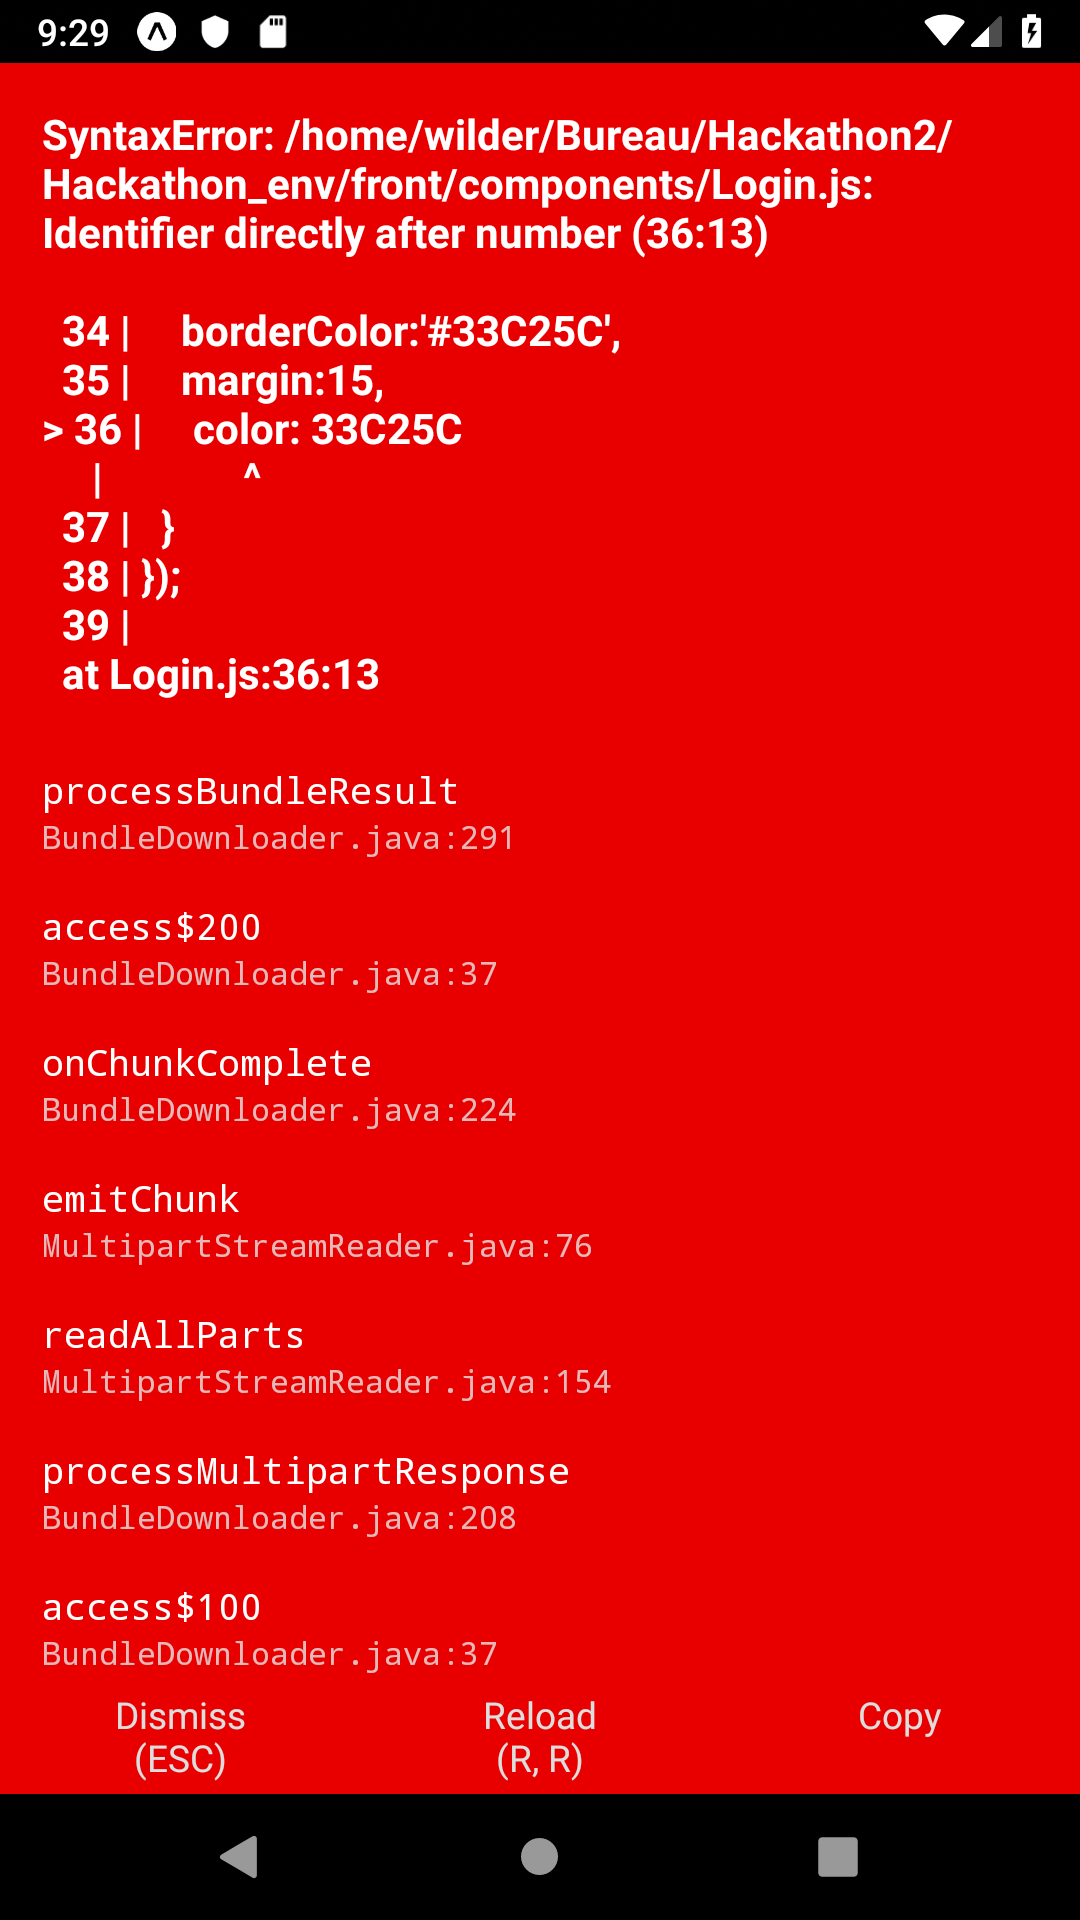 9:29
SyntaxError: /home/wilder/Bureau/Hackathon2/
Hackathon_env/front/components/Login.js:
Identifier directly after number (36:13)
34 | borderColor:'#33C25C',
35 | margin:15,
> 36 | color: 33C25C
| ^
37 | }
38 | });
39 |
at Login.js:36:13
processBundleResult
BundleDownloader.java:291
access$200
BundleDownloader.java:37
onChunkComplete
BundleDownloader.java:224
emitChunk
MultipartStreamReader.java:76
readAllParts
MultipartStreamReader.java:154
processMultipartResponse
BundleDownloader.java:208
access$100
BundleDownloader.java:37
Dismiss
(ESC)
Reload
(R, R)
Copy